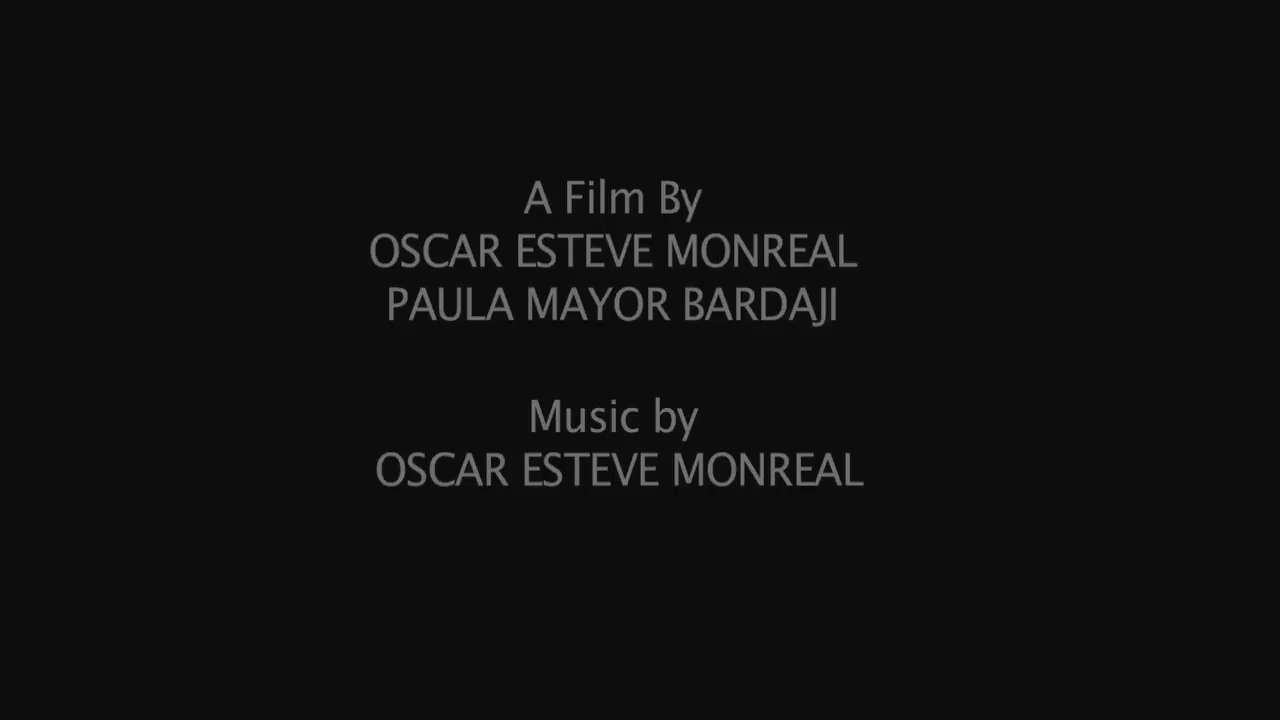 A Film By
OSCAR ESTEVE MONREAL
PAULA MAYOR BARDAJI
Music by
OSCAR ESTEVE MONREAL